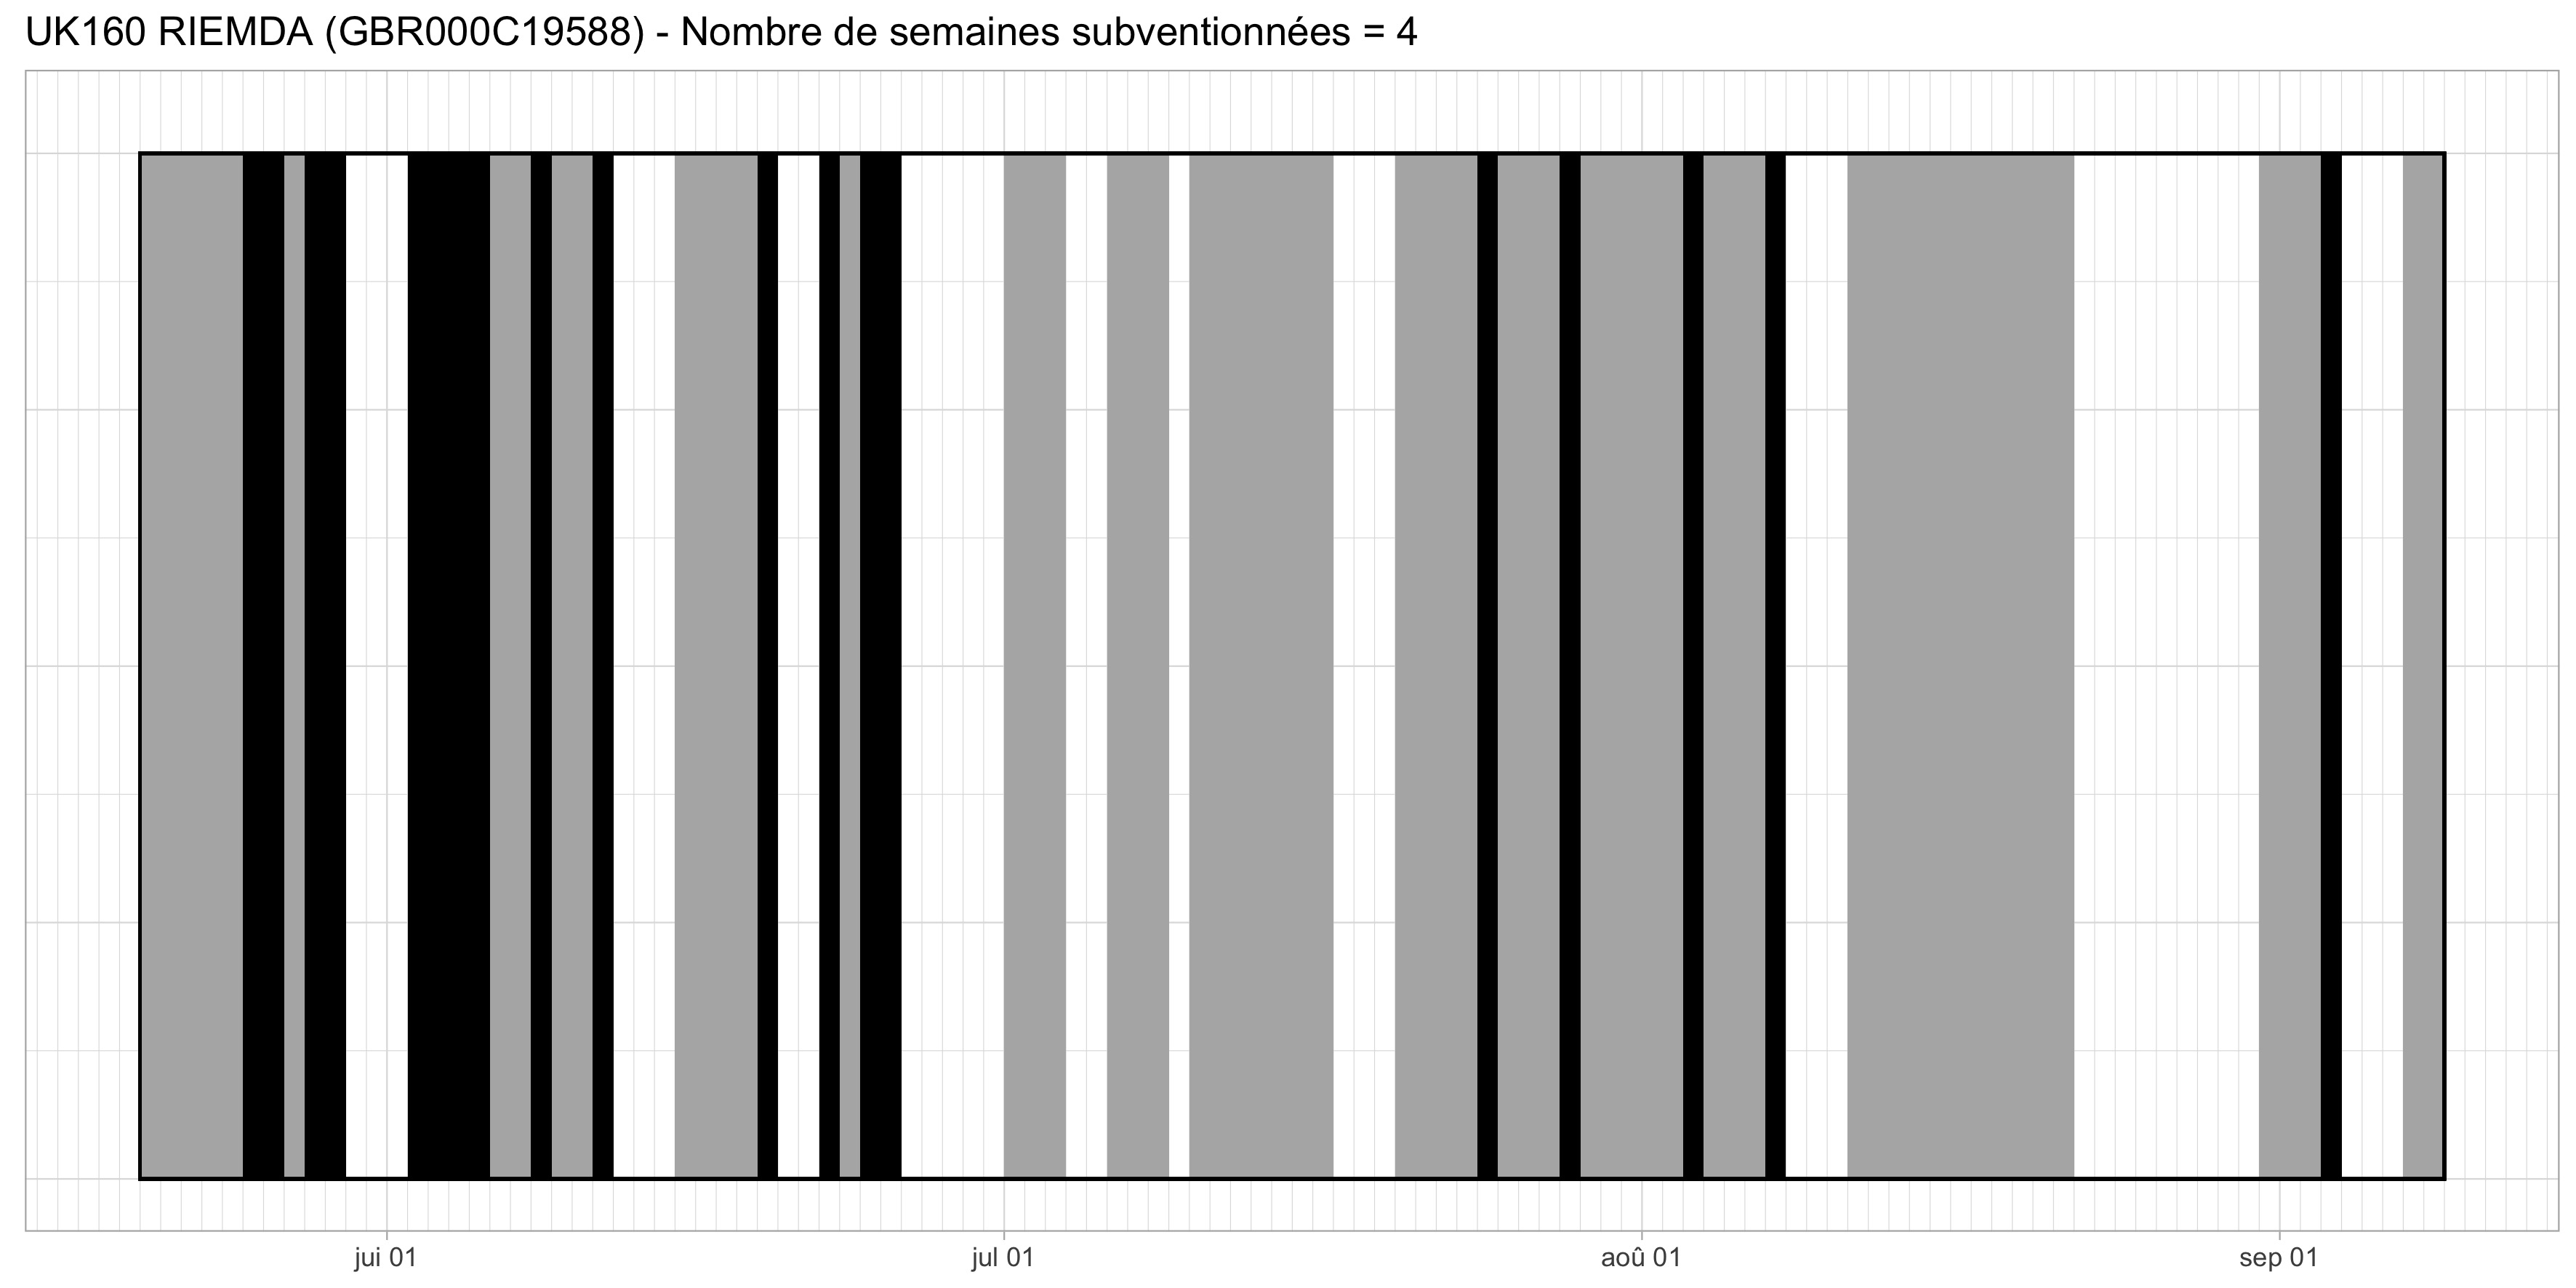 UK160 RIEMDA (GBR000C19588) - Nombre de semaines subventionnées = 4
jui 01
jul 01
aoû 01
sep 01